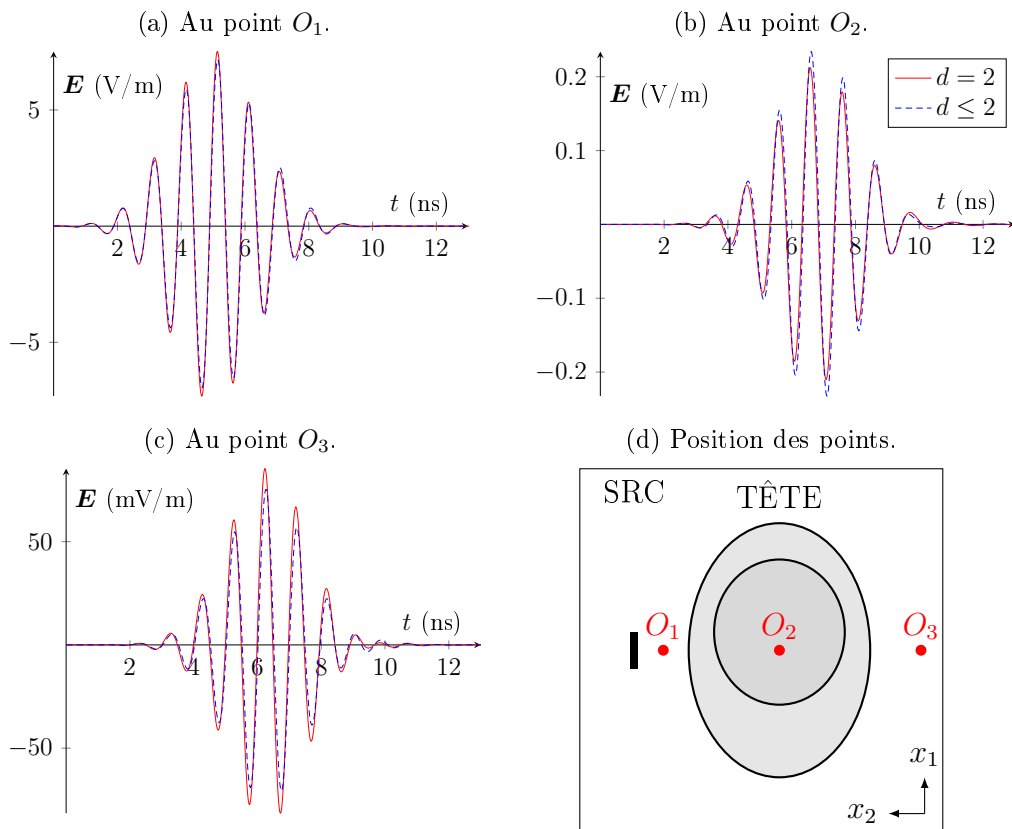 (a) Au point O₁.
E (V/m)
5
−5
t (ns)
2 4 6 8 10 12
(b) Au point O₂.
E (V/m)
0.2
0.1
−0.1
−0.2
t (ns)
2 4 6 8 10 12
d = 2
d ≤ 2
(c) Au point O₃.
E (mV/m)
50
−50
t (ns)
2 4 6 8 10 12
(d) Position des points.
SRC
TÊTE
O₁ O₂ O₃
x₁
x₂